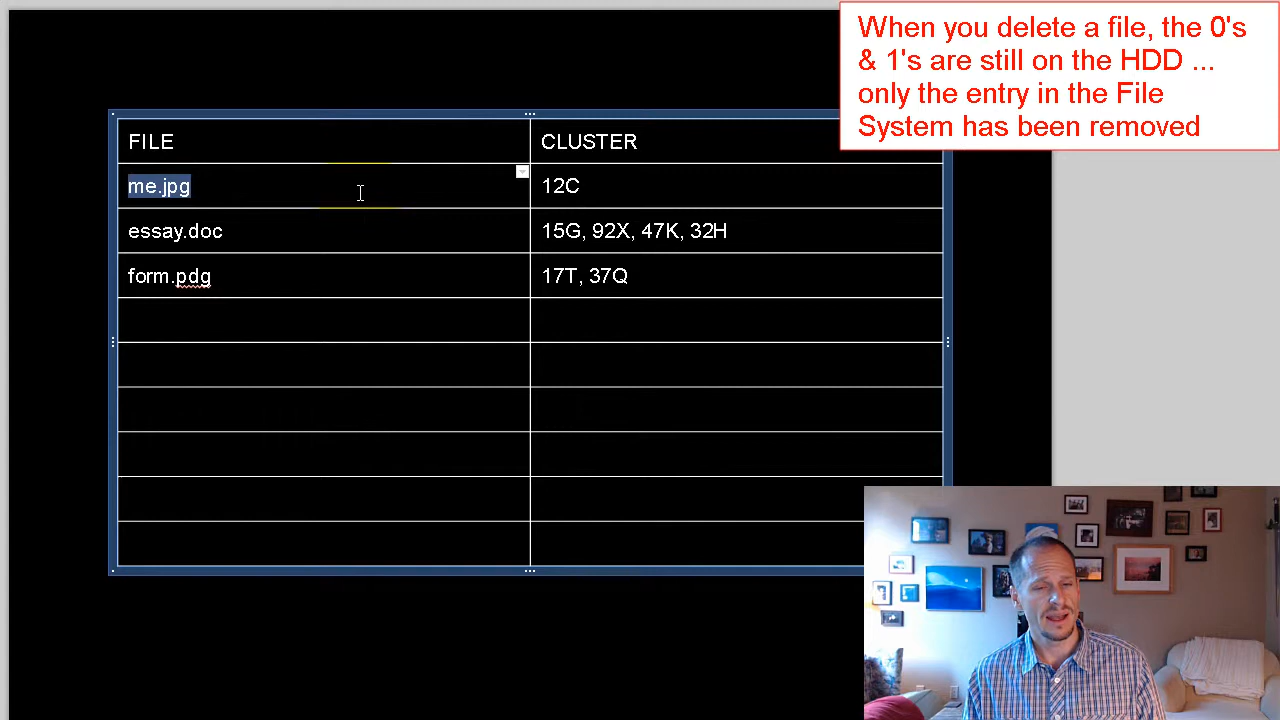 When you delete a file, the 0's
& 1's are still on the HDD ...
only the entry in the File
System has been removed
FILE CLUSTER
me.jpg 12C
essay.doc 15G, 92X, 47K, 32H
form.pdg 17T, 37Q